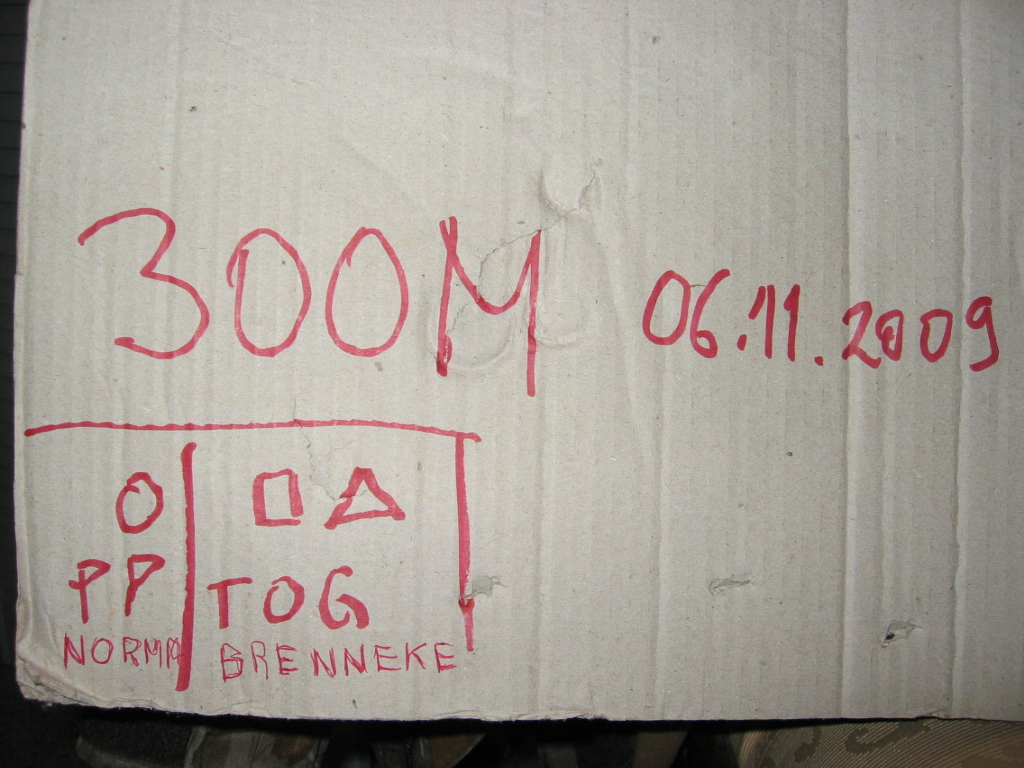 300M
06.11.2009
PP
NORMA
TOG
BRENNEKE